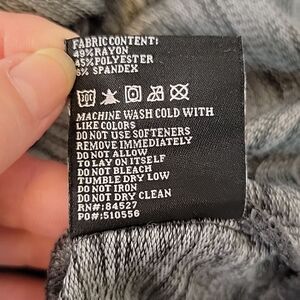 FABRIC CONTENT:
49% RAYON
45% POLYESTER
6% SPANDEX
MACHINE WASH COLD WITH
LIKE COLORS
DO NOT USE SOFTENERS
REMOVE IMMEDIATELY
DO NOT ALLOW
TO LAY ON ITSELF
DO NOT BLEACH
TUMBLE DRY LOW
DO NOT IRON
DO NOT DRY CLEAN
RN#: 84527
PO#: 510556